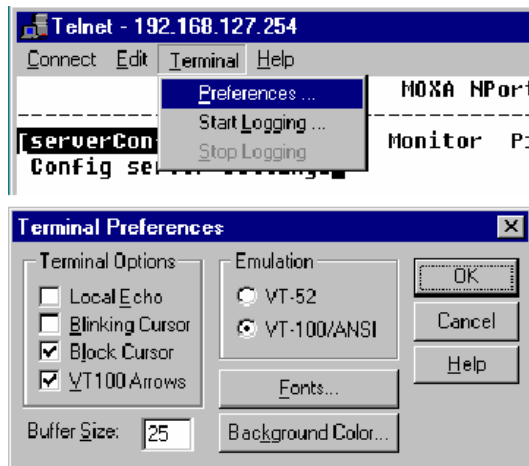 Telnet - 192.168.127.254
Connect Edit Terminal Help
Preferences ...
MOXA NPort
Start Logging ...
[serverCon
Monitor
Stop Logging
Config
Terminal Preferences
Terminal Options
Emulation
OK
Local Echo
VT-52
Blinking Cursor
VT-100/ANSI
Cancel
Block Cursor
VT100 Arrows
Help
Fonts...
Buffer Size: 25
Background Color...